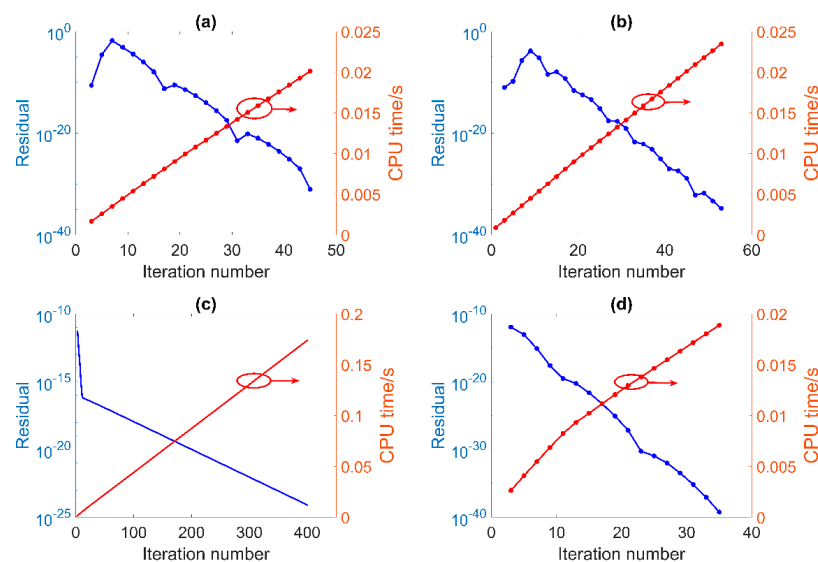 (a)
10^0
10^-20
10^-40
Residual
0 10 20 30 40 50
Iteration number
0.025
0.02
0.015
0.01
0.005
0
CPU time/s
(b)
10^0
10^-20
10^-40
Residual
0 20 40 60
Iteration number
0.025
0.02
0.015
0.01
0.005
0
CPU time/s
(c)
10^-10
10^-15
10^-20
10^-25
Residual
0 100 200 300 400
Iteration number
0.2
0.15
0.1
0.05
0
CPU time/s
(d)
10^-10
10^-20
10^-30
10^-40
Residual
0 10 20 30 40
Iteration number
0.02
0.015
0.01
0.005
0
CPU time/s